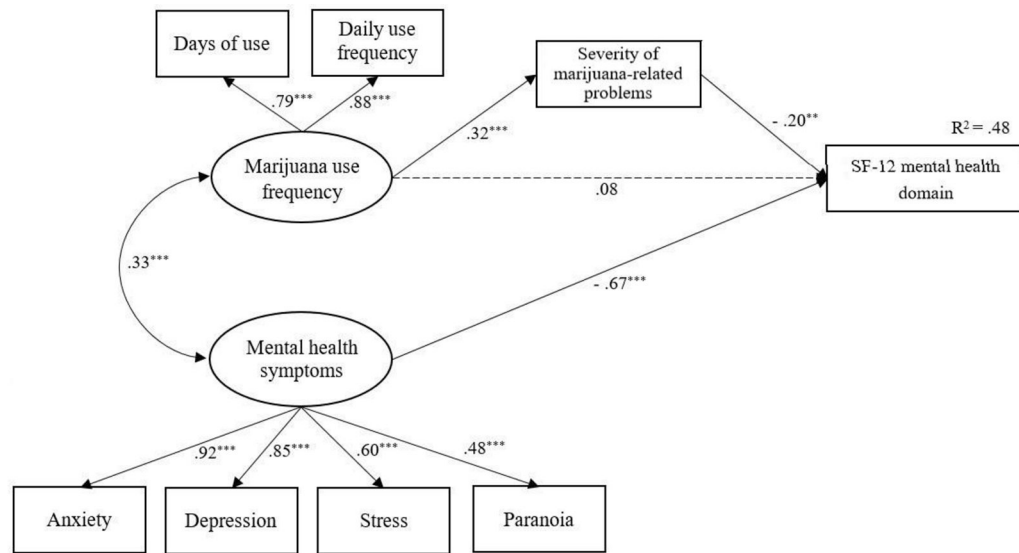 Days of use
Daily use
frequency
Severity of
marijuana-related
problems
.79***
.88***
.32***
- .20**
R² = .48
Marijuana use
frequency
SF-12 mental health
domain
.08
.33***
- .67***
Mental health
symptoms
.92***
.85***
.60***
.48***
Anxiety
Depression
Stress
Paranoia